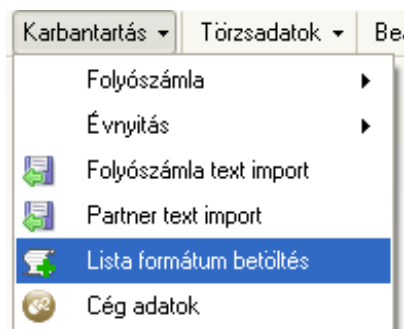 Karbantartás Törzsadatok
Folyószámla
Évnyitás
Folyószámla text import
Partner text import
Lista formátum betöltés
Cég adatok